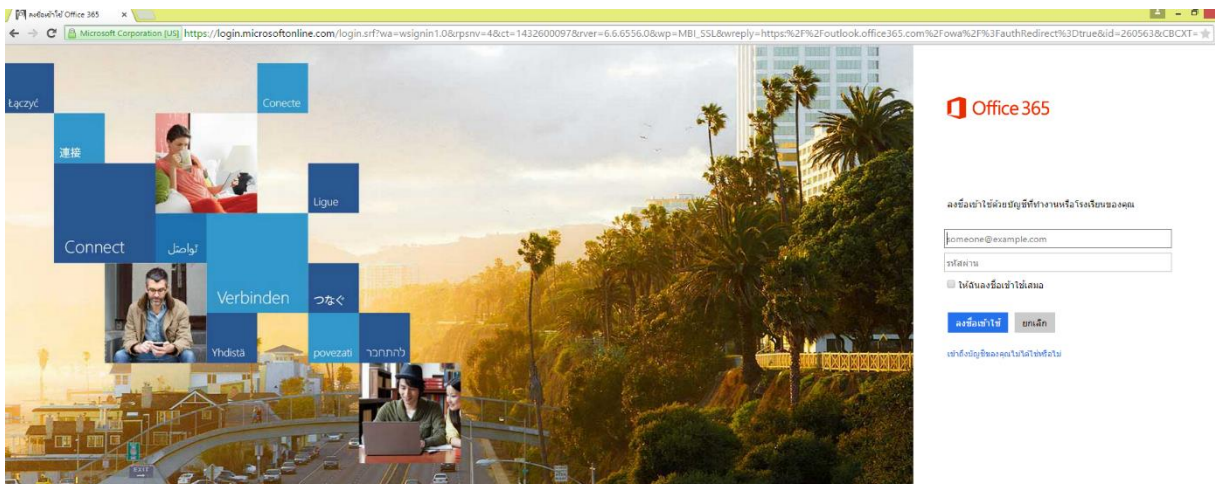 ลงชื่อเข้าใช้ Office 365
Microsoft Corporation [US] https://login.microsoftonline.com/login.srf?wa=wsignin1.0&rpsnv=4&ct=1432600097&rver=6.6.6556.0&wp=MBI_SSL&wreply=https:%2F%2Foutlook.office365.com%2Fowa%2F%3FauthRedirect%3Dtrue&id=260563&CBCXT=
Łączyć
Conecte
連接
Ligue
Connect
تواصل
Verbinden
つなぐ
Yhdistä
povezati
להתחבר
EXIT
Office 365
ลงชื่อเข้าใช้ด้วยบัญชีที่ทำงานหรือโรงเรียนของคุณ
someone@example.com
รหัสผ่าน
ให้ฉันลงชื่อเข้าใช้เสมอ
ลงชื่อเข้าใช้
ยกเลิก
เข้าถึงบัญชีของคุณไม่ได้ใช่หรือไม่